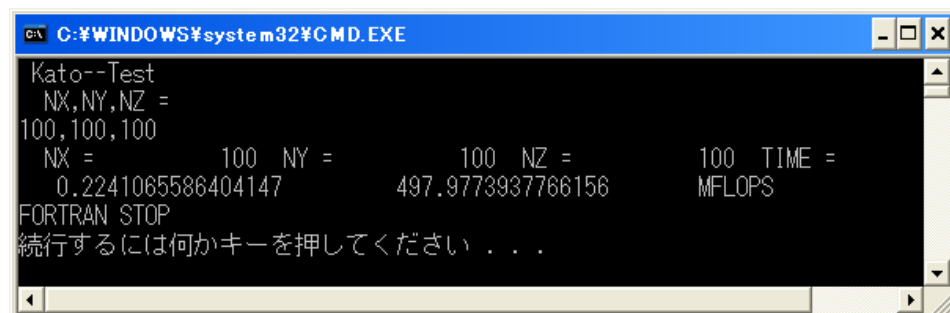 C:¥WINDOWS¥system32¥CMD.EXE
Kato--Test
NX,NY,NZ =
100,100,100
NX = 100 NY = 100 NZ = 100 TIME =
0.2241065586404147 497.9773937766156 MFLOPS
FORTRAN STOP
続行するには何かキーを押してください . . .